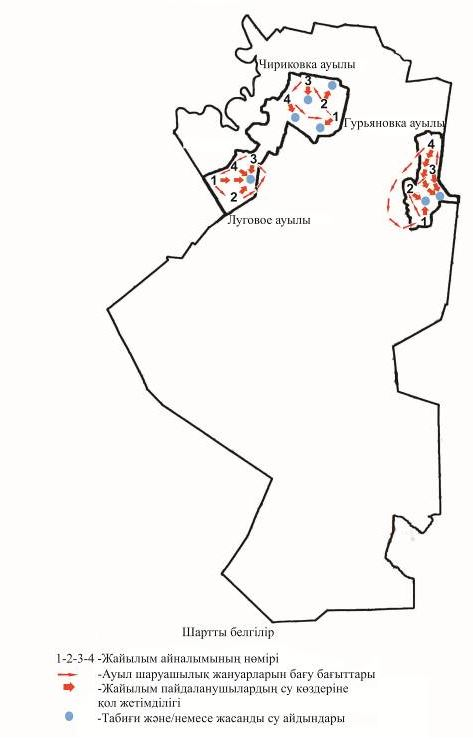 Чириковка ауылы
3
4
2
1
Гурьяновка ауылы
4
3
4
3
1
2
2
1
Луговое ауылы
Шартты белгілір
1-2-3-4 -Жайылым айналымының нөмірі
-Ауыл шаруашылық жануарларын бағу бағыттары
-Жайылым пайдаланушылардың су көздеріне
қол жетімділігі
-Табиғи және/немесе жасанды су айдындары